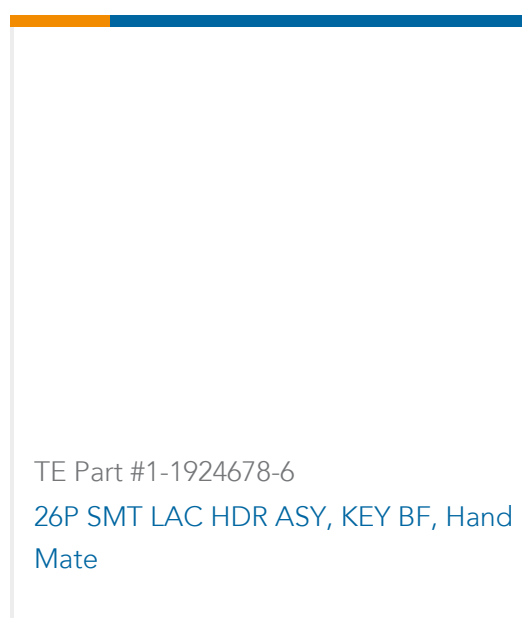 TE Part #1-1924678-6
26P SMT LAC HDR ASY, KEY BF, Hand
Mate